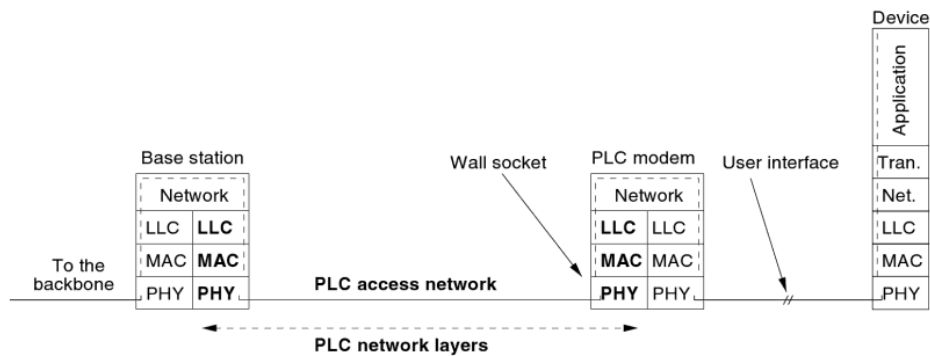 Device
Application
Base station
Wall socket
PLC modem
User interface
Tran.
Network
Network
Net.
LLC LLC
LLC LLC
LLC
To the
backbone
MAC MAC
MAC MAC
MAC
PHY PHY
PLC access network
PHY PHY
PHY
PLC network layers